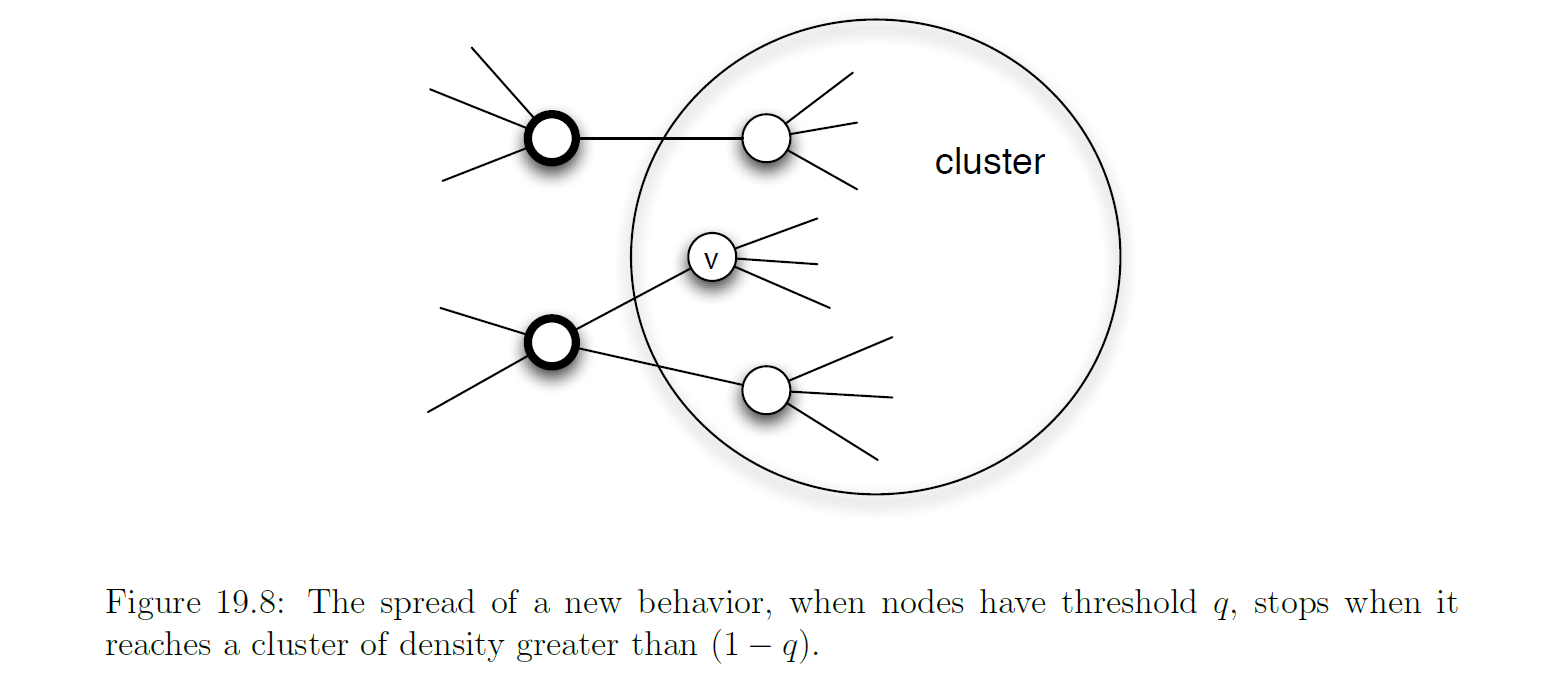 cluster
v
Figure 19.8: The spread of a new behavior, when nodes have threshold q, stops when it
reaches a cluster of density greater than (1 − q).